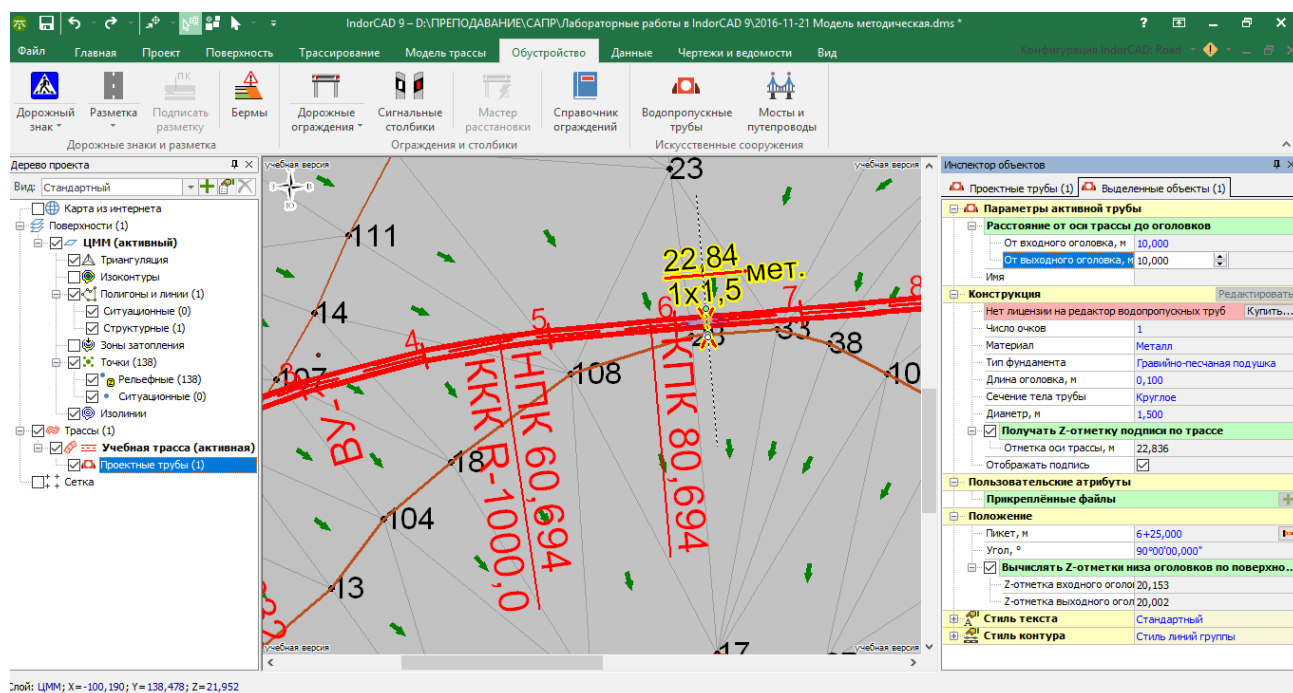 IndorCAD 9 – D:\ПРЕПОДАВАНИЕ\САПР\Лабораторные работы в IndorCAD 9\2016-11-21 Модель методическая.dms *
Файл Главная Проект Поверхность Трассирование Модель трассы Обустройство Данные Чертежи и ведомости Вид Конфигурация IndorCAD: Road
ПК
Дорожный знак
Разметка
Подписать разметку
Бермы
Дорожные ограждения
Сигнальные столбики
Мастер расстановки
Справочник ограждений
Водопропускные трубы
Мосты и путепроводы
Дорожные знаки и разметка
Ограждения и столбики
Искусственные сооружения
Дерево проекта
Вид: Стандартный
Карта из интернета
Поверхности (1)
ЦММ (активный)
Триангуляция
Изоконтуры
Полигоны и линии (1)
Ситуационные (0)
Структурные (1)
Зоны затопления
Точки (138)
Рельефные (138)
Ситуационные (0)
Изолинии
Трассы (1)
Учебная трасса (активная)
Проектные трубы (1)
Сетка
учебная версия
учебная версия
23
111
22,84
мет.
1x1,5
14
4
5
6
7
8
33
38
108
10
ВУ-
ККК R-1000,0
НПК 60,694
КПК 80,694
18
104
13
17
учебная версия
учебная версия
Инспектор объектов
Проектные трубы (1) Выделенные объекты (1)
Параметры активной трубы
Расстояние от оси трассы до оголовков
От входного оголовка, м 10,000
От выходного оголовка, м 10,000
Имя
Конструкция Редактировать
Нет лицензии на редактор водопропускных труб Купить...
Число очков 1
Материал Металл
Тип фундамента Гравийно-песчаная подушка
Длина оголовка, м 0,100
Сечение тела трубы Круглое
Диаметр, м 1,500
Получать Z-отметку подписи по трассе
Отметка оси трассы, м 22,836
Отображать подпись
Пользовательские атрибуты
Прикреплённые файлы
Положение
Пикет, м 6+25,000
Угол, ° 90°00'00,000"
Вычислять Z-отметки низа оголовков по поверхно...
Z-отметка входного оголо 20,153
Z-отметка выходного огол 20,002
Стиль текста Стандартный
Стиль контура Стиль линий группы
Слой: ЦММ; X=-100,190; Y=138,478; Z=21,952